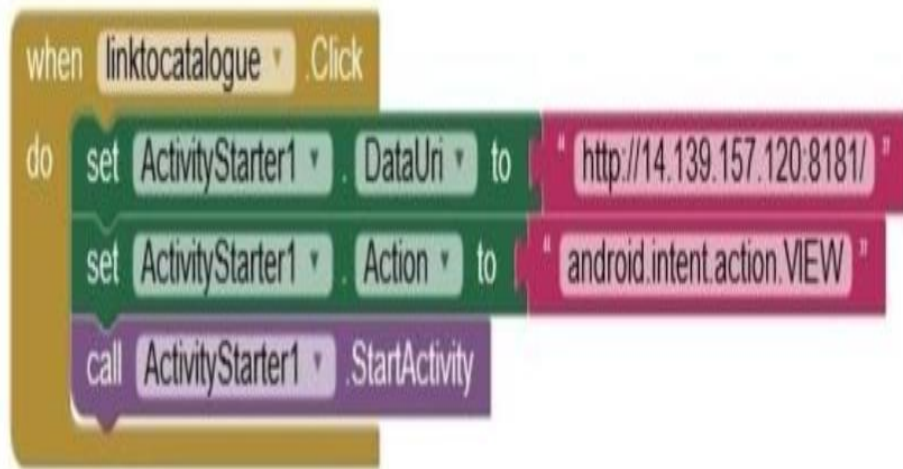 when linktocatalogue .Click
do set ActivityStarter1 . DataUri to " http://14.139.157.120:8181/ "
set ActivityStarter1 . Action to " android.intent.action.VIEW "
call ActivityStarter1 .StartActivity